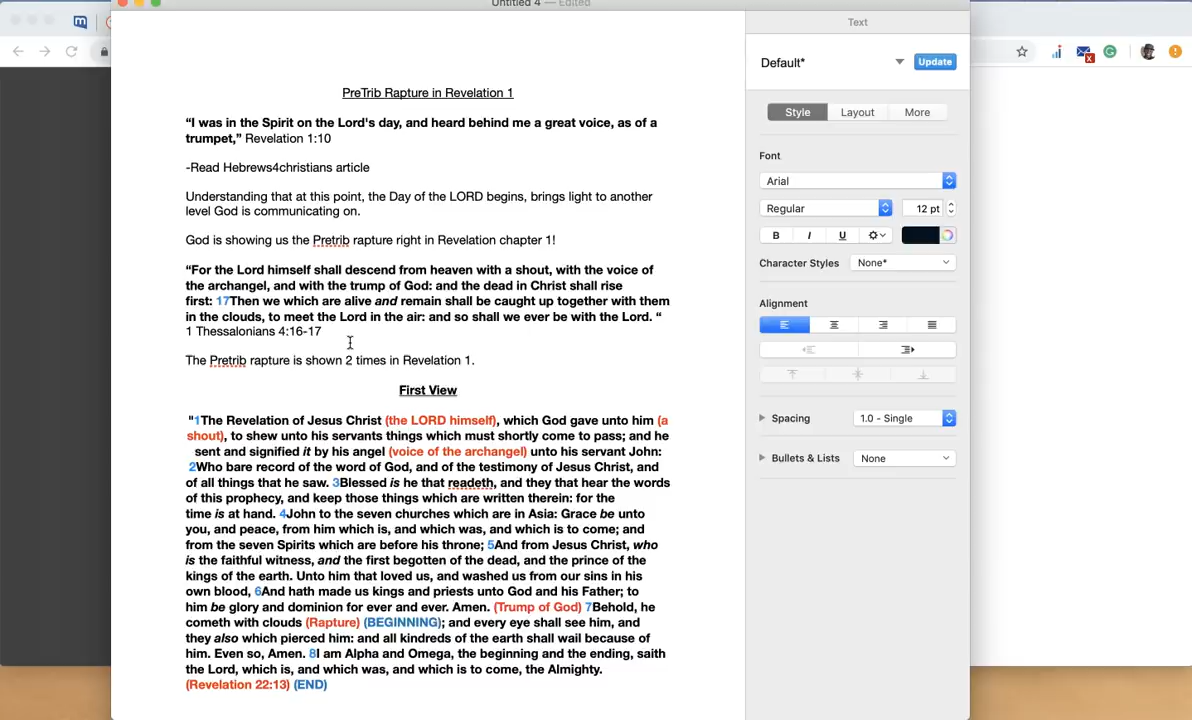 Untitled 4 — Edited
Text
Default*
Update
Style Layout More
Font
Arial
Regular 12 pt
B I U
Character Styles None*
Alignment
Spacing 1.0 - Single
Bullets & Lists None
PreTrib Rapture in Revelation 1
“I was in the Spirit on the Lord's day, and heard behind me a great voice, as of a
trumpet,” Revelation 1:10
-Read Hebrews4christians article
Understanding that at this point, the Day of the LORD begins, brings light to another
level God is communicating on.
God is showing us the Pretrib rapture right in Revelation chapter 1!
“For the Lord himself shall descend from heaven with a shout, with the voice of
the archangel, and with the trump of God: and the dead in Christ shall rise
first: 17Then we which are alive and remain shall be caught up together with them
in the clouds, to meet the Lord in the air: and so shall we ever be with the Lord. “
1 Thessalonians 4:16-17
The Pretrib rapture is shown 2 times in Revelation 1.
First View
"1The Revelation of Jesus Christ (the LORD himself), which God gave unto him (a
shout), to shew unto his servants things which must shortly come to pass; and he
sent and signified it by his angel (voice of the archangel) unto his servant John:
2Who bare record of the word of God, and of the testimony of Jesus Christ, and
of all things that he saw. 3Blessed is he that readeth, and they that hear the words
of this prophecy, and keep those things which are written therein: for the
time is at hand. 4John to the seven churches which are in Asia: Grace be unto
you, and peace, from him which is, and which was, and which is to come; and
from the seven Spirits which are before his throne; 5And from Jesus Christ, who
is the faithful witness, and the first begotten of the dead, and the prince of the
kings of the earth. Unto him that loved us, and washed us from our sins in his
own blood, 6And hath made us kings and priests unto God and his Father; to
him be glory and dominion for ever and ever. Amen. (Trump of God) 7Behold, he
cometh with clouds (Rapture) (BEGINNING); and every eye shall see him, and
they also which pierced him: and all kindreds of the earth shall wail because of
him. Even so, Amen. 8I am Alpha and Omega, the beginning and the ending, saith
the Lord, which is, and which was, and which is to come, the Almighty.
(Revelation 22:13) (END)